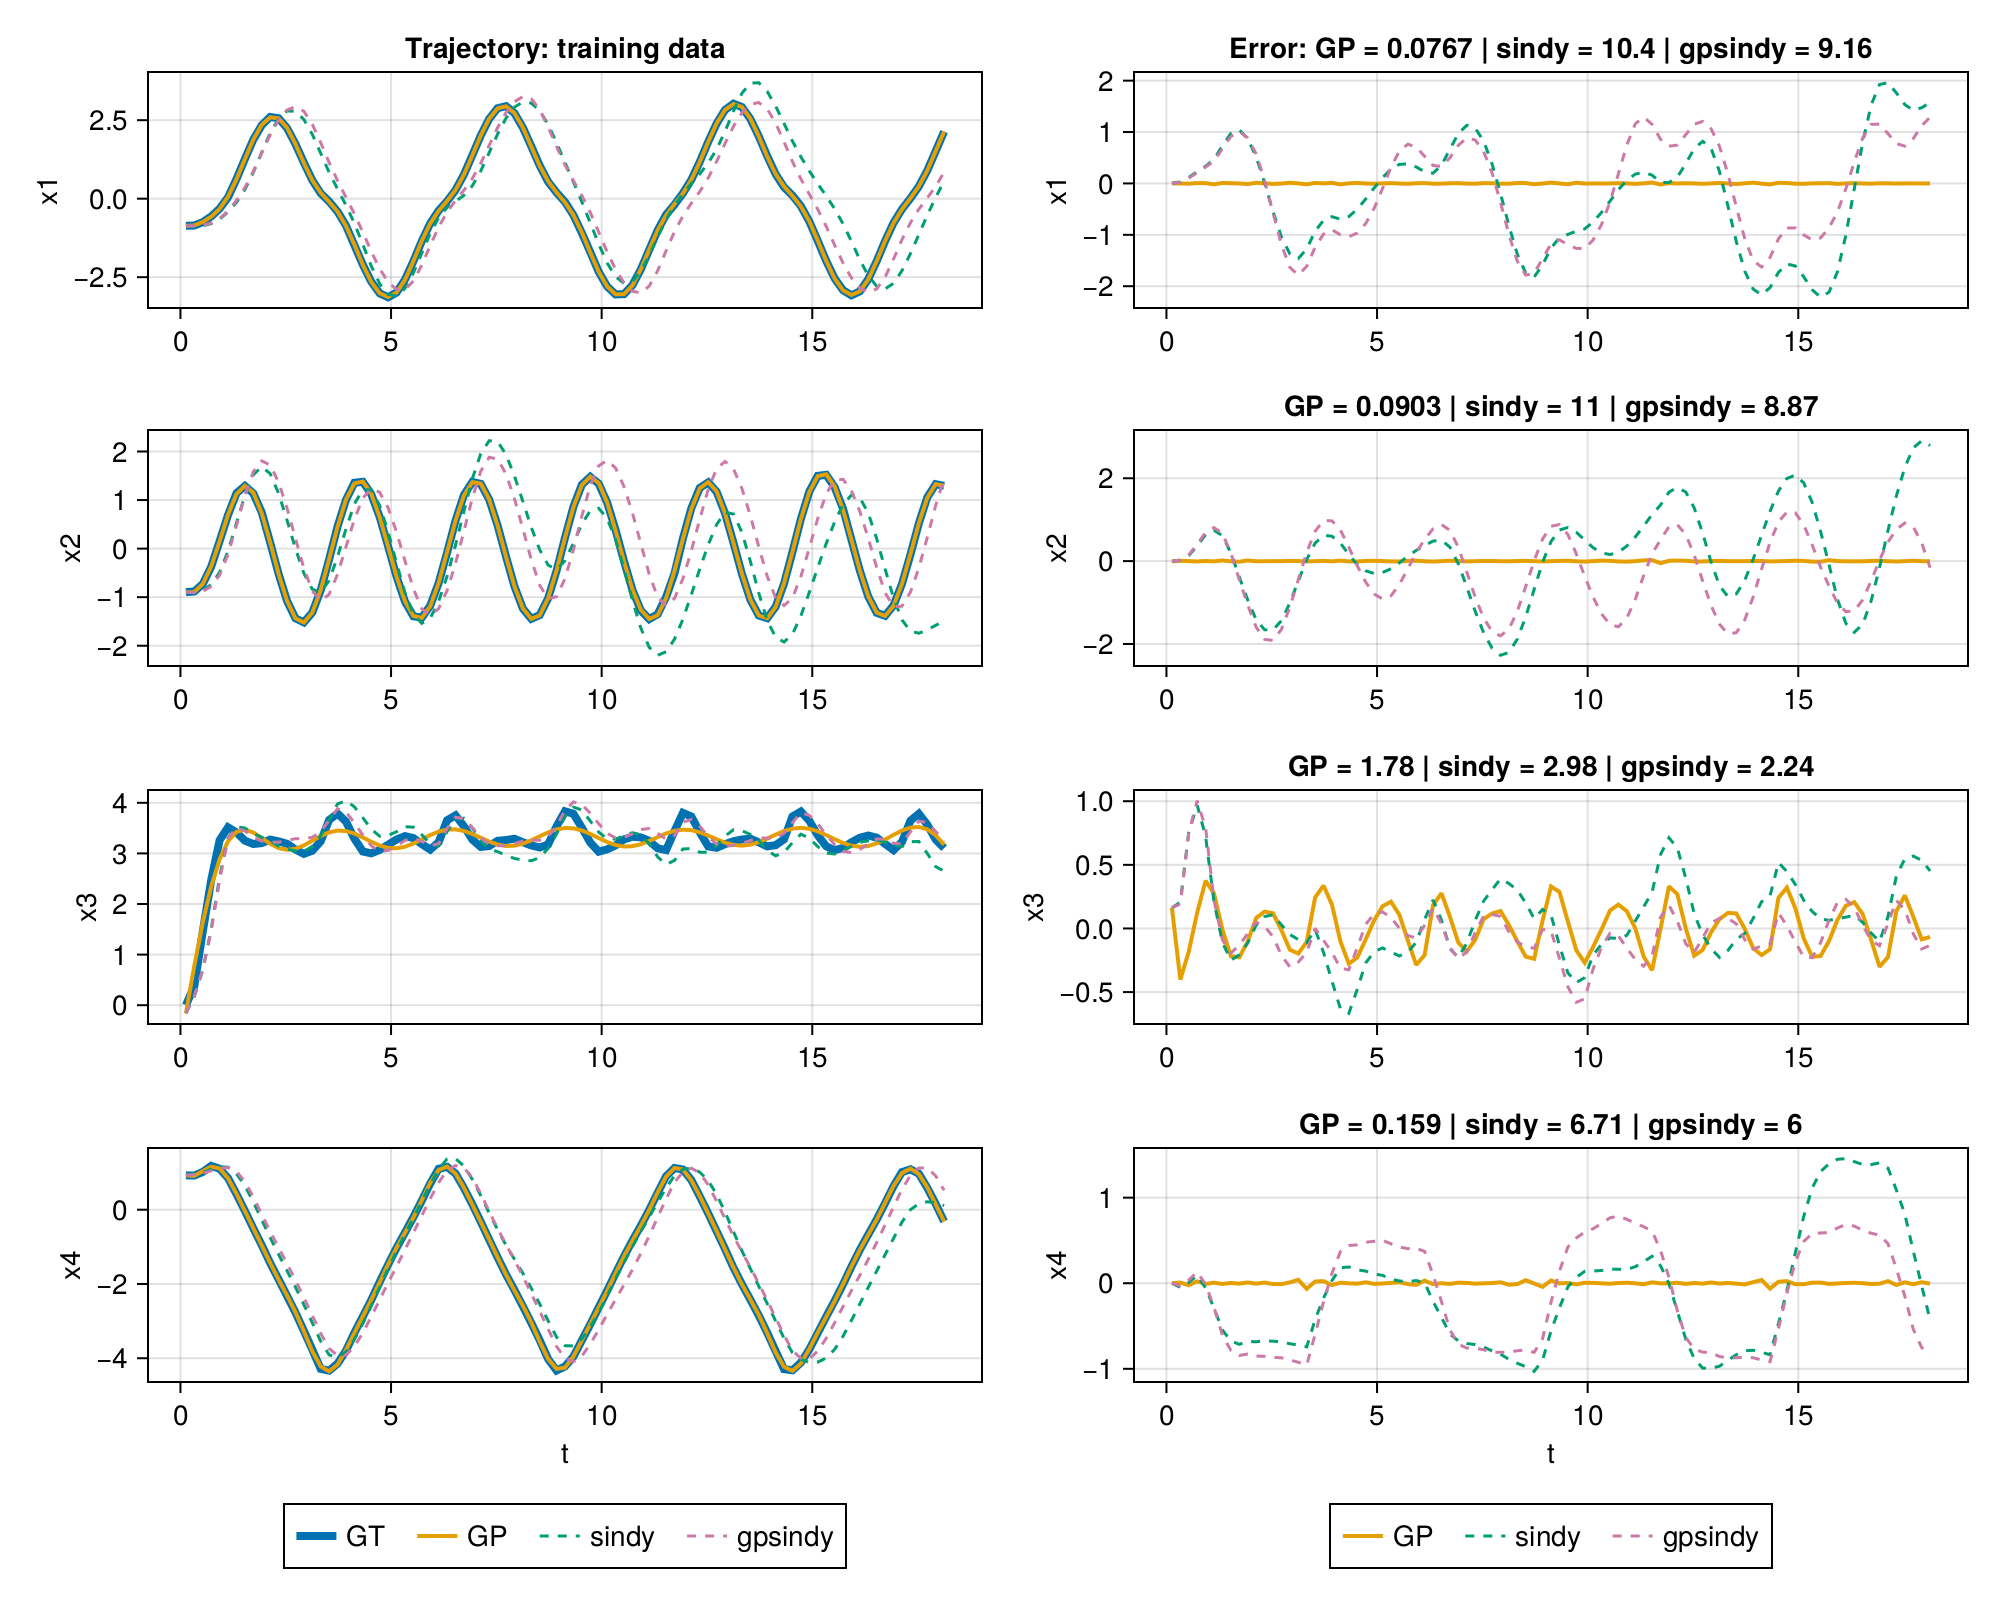 Trajectory: training data
x1
2.5
0.0
−2.5
0 5 10 15
Error: GP = 0.0767 | sindy = 10.4 | gpsindy = 9.16
x1
2
1
0
−1
−2
0 5 10 15
x2
2
1
0
−1
−2
0 5 10 15
GP = 0.0903 | sindy = 11 | gpsindy = 8.87
x2
2
0
−2
0 5 10 15
x3
4
3
2
1
0
0 5 10 15
GP = 1.78 | sindy = 2.98 | gpsindy = 2.24
x3
1.0
0.5
0.0
−0.5
0 5 10 15
x4
0
−2
−4
0 5 10 15
t
GP = 0.159 | sindy = 6.71 | gpsindy = 6
x4
1
0
−1
0 5 10 15
t
GT GP sindy gpsindy
GP sindy gpsindy